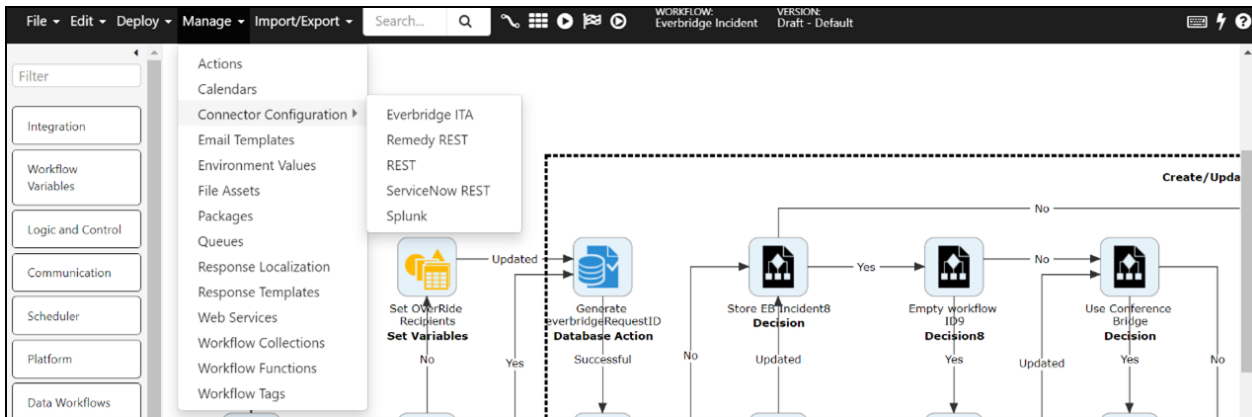 File Edit Deploy Manage Import/Export Search...
WORKFLOW:
Everbridge Incident
VERSION:
Draft - Default
Filter
Integration
Workflow
Variables
Logic and Control
Communication
Scheduler
Platform
Data Workflows
Actions
Calendars
Connector Configuration
Email Templates
Environment Values
File Assets
Packages
Queues
Response Localization
Response Templates
Web Services
Workflow Collections
Workflow Functions
Workflow Tags
Everbridge ITA
Remedy REST
REST
ServiceNow REST
Splunk
Create/Upda
No
Updated
Yes
No
Set OverRide
Recipients
Set Variables
Generate
everbridgeRequestID
Database Action
Store EB Incident8
Decision
Empty workflow
ID9
Decision8
Use Conference
Bridge
Decision
No
Yes
Successful
No
Updated
Yes
Updated
Yes
No